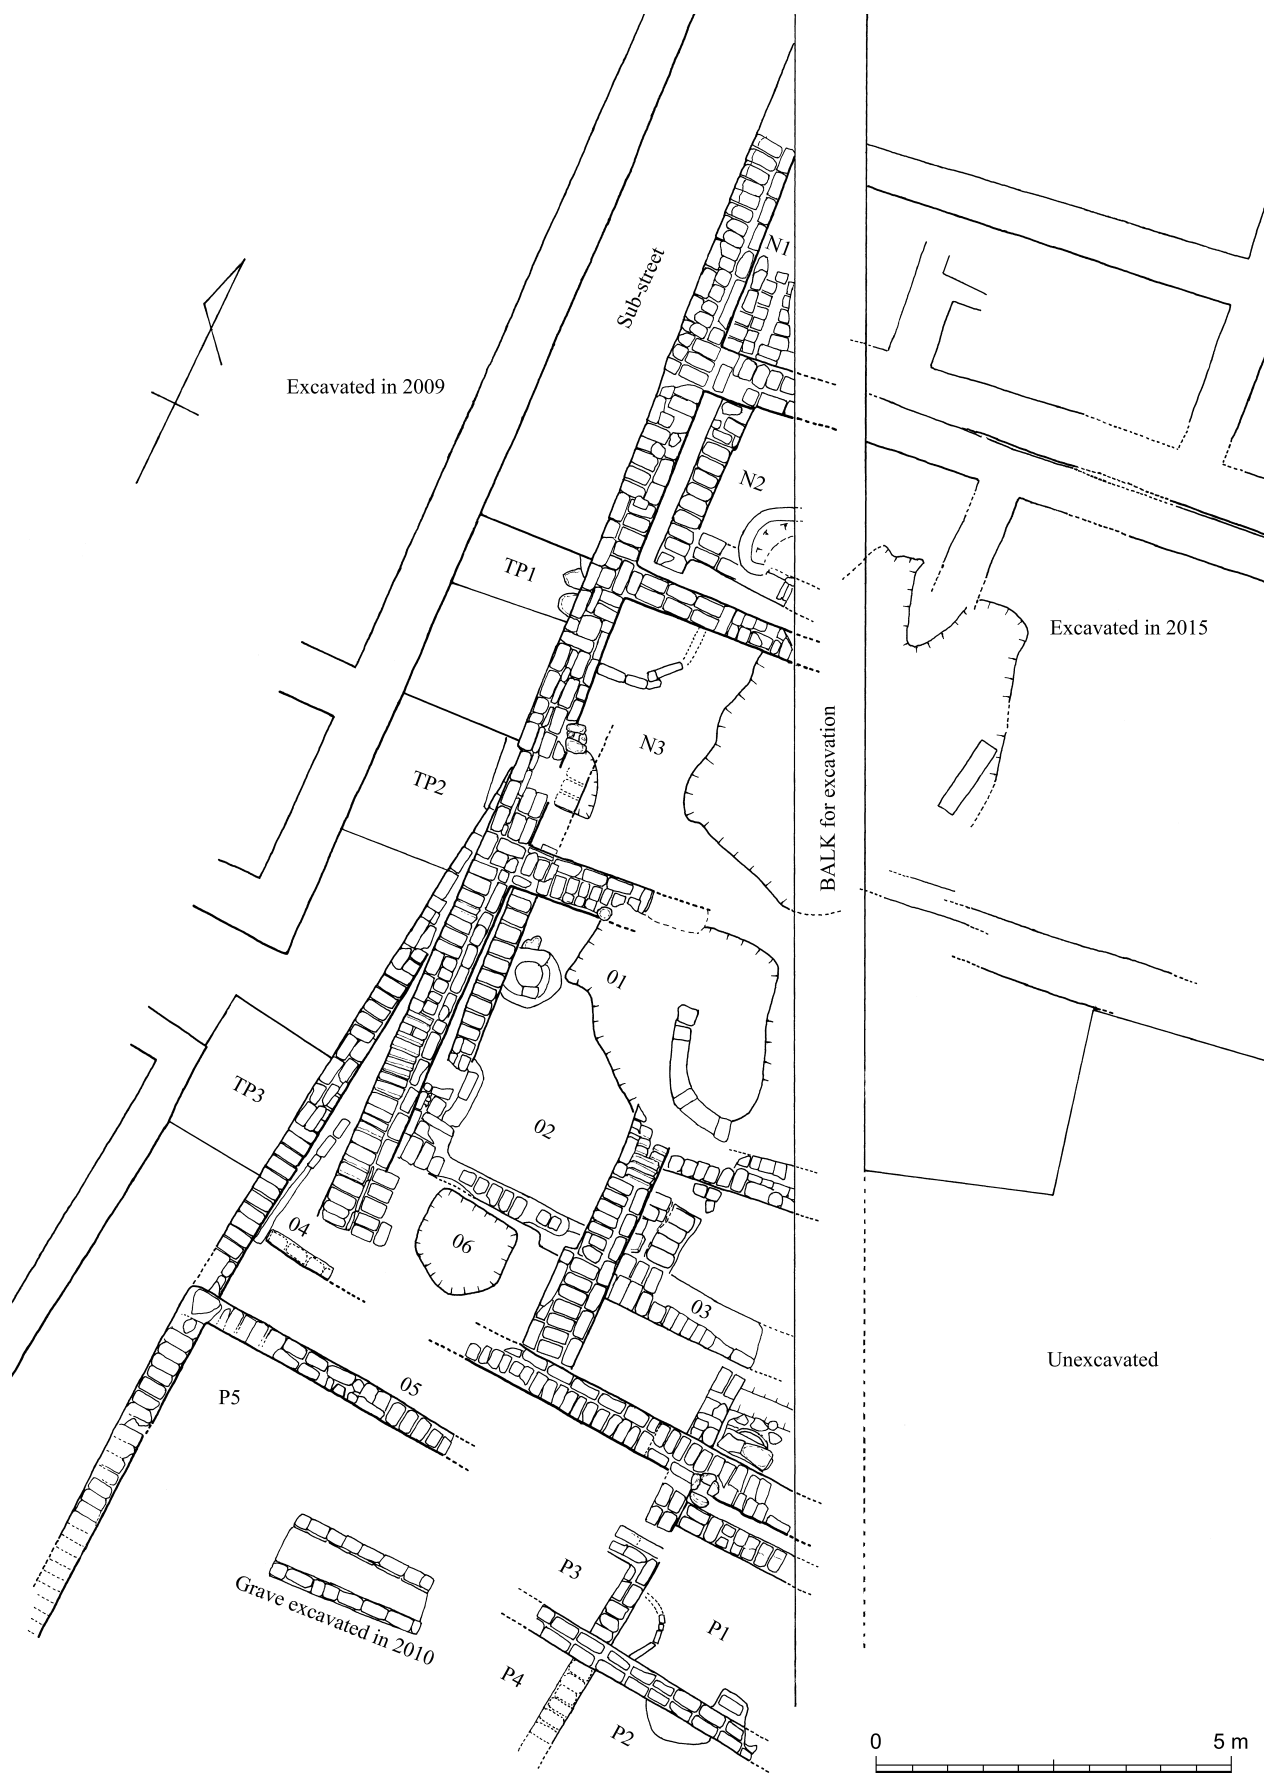 N1
Sub-street
Excavated in 2009
N2
TP1
Excavated in 2015
N3
TP2
BALK for excavation
01
TP3
02
04
06
03
Unexcavated
05
P5
P3
Grave excavated in 2010
P1
P4
P2
0 5 m